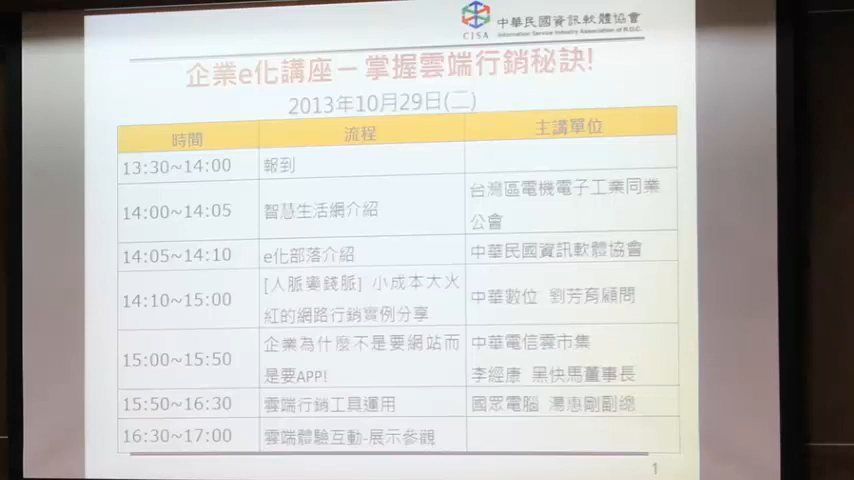 CISA
中華民國資訊軟體協會
Information Service Industry Association of R.O.C.
企業e化講座－掌握雲端行銷秘訣!
2013年10月29日(二)
時間 流程 主講單位
13:30~14:00 報到
14:00~14:05 智慧生活網介紹 台灣區電機電子工業同業
公會
14:05~14:10 e化部落介紹 中華民國資訊軟體協會
14:10~15:00 [人脈變錢脈] 小成本大火
紅的網路行銷實例分享 中華數位 劉芳育顧問
15:00~15:50 企業為什麼不是要網站而
是要APP! 中華電信雲市集
李經康 黑快馬董事長
15:50~16:30 雲端行銷工具運用 國眾電腦 湯惠剛副總
16:30~17:00 雲端體驗互動-展示參觀
1